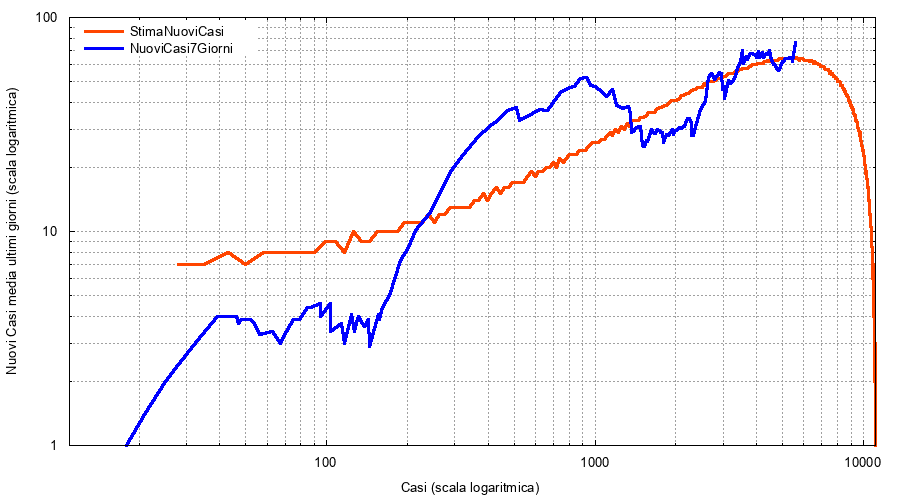 100
StimaNuoviCasi
NuoviCasi7Giorni
Nuovi Casi media ultimi giorni (scala logaritmica)
10
1
100
1000
10000
Casi (scala logaritmica)